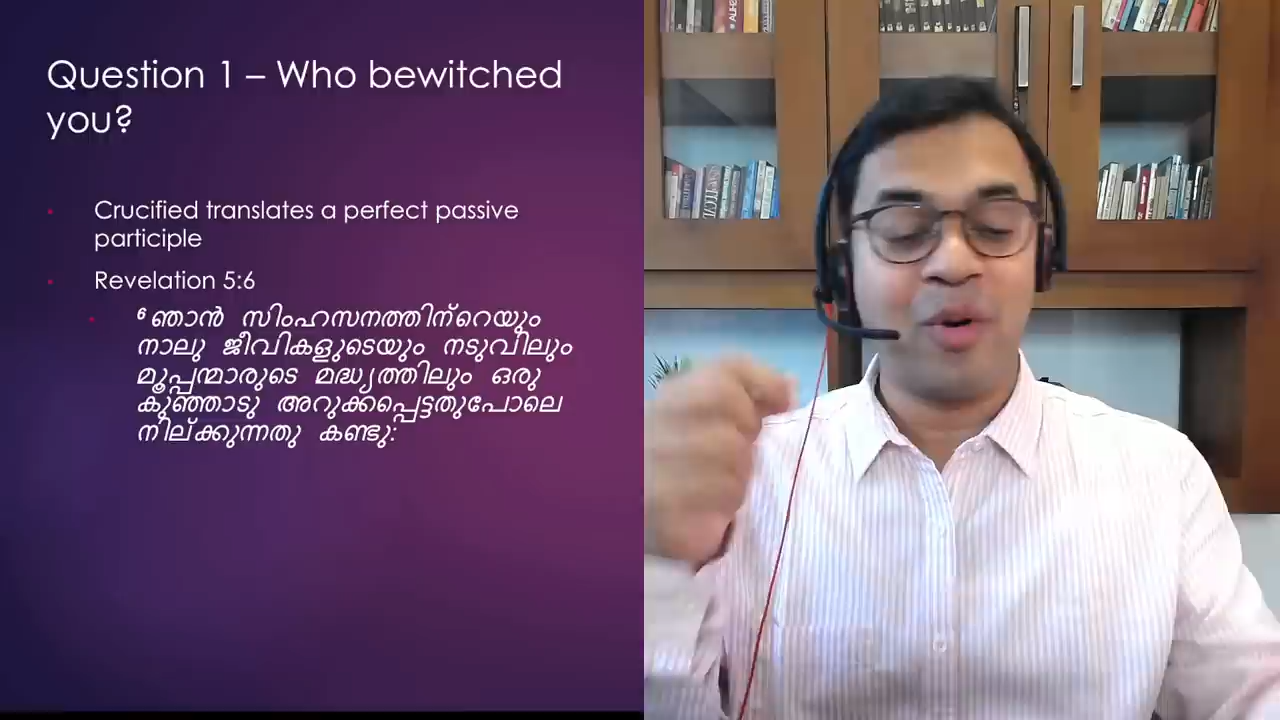 Question 1 – Who bewitched
you?
• Crucified translates a perfect passive
participle
• Revelation 5:6
• ⁶ ഞാൻ സിംഹസനത്തിന്റെയും
നാലു ജീവികളുടെയും നടുവിലും
മൂപ്പന്മാരുടെ മദ്ധ്യത്തിലും ഒരു
കുഞ്ഞാടു അറുക്കപ്പെട്ടതുപോലെ
നില്ക്കുന്നതു കണ്ടു: